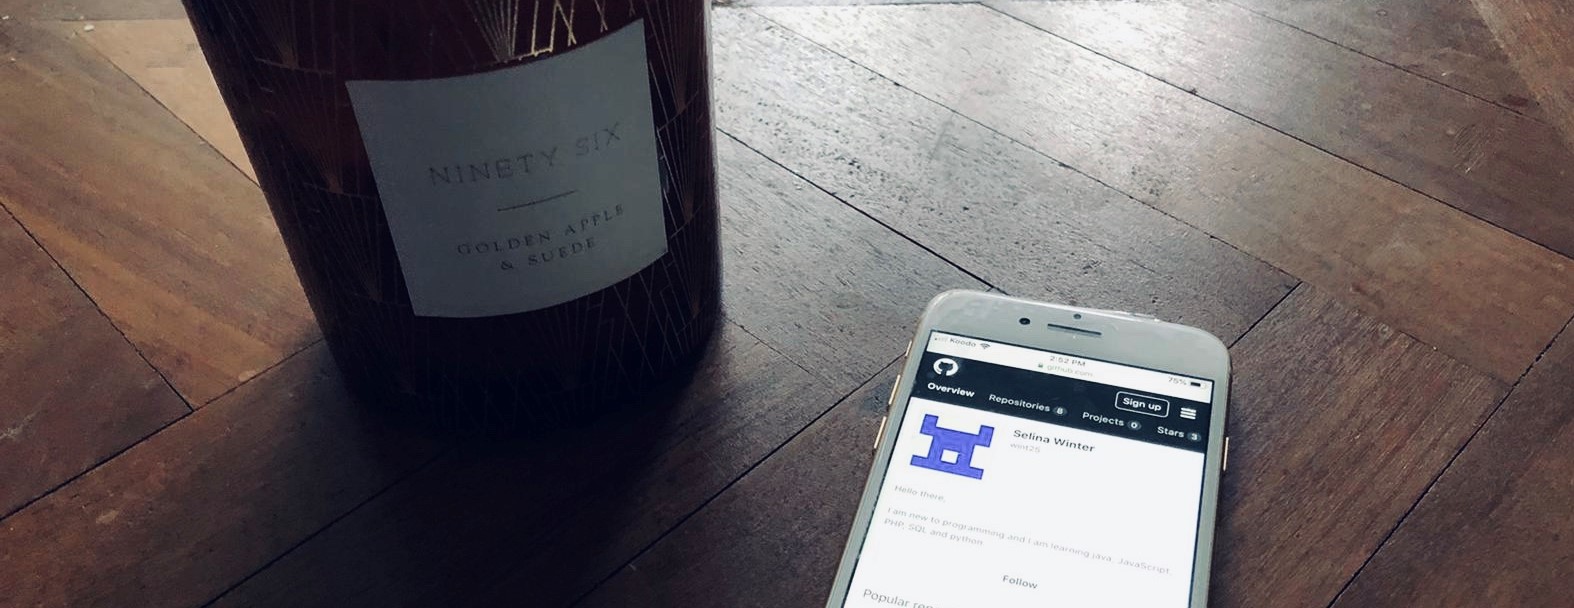 NINETY SIX
GOLDEN APPLE
& SUEDE
Koodo
2:52 PM
75%
github.com
Sign up
Overview
Repositories 8
Projects 0
Stars 3
Selina Winter
Hello there,
I am new to programming and I am learning java, JavaScript,
PHP, SQL and python
Follow
Popular